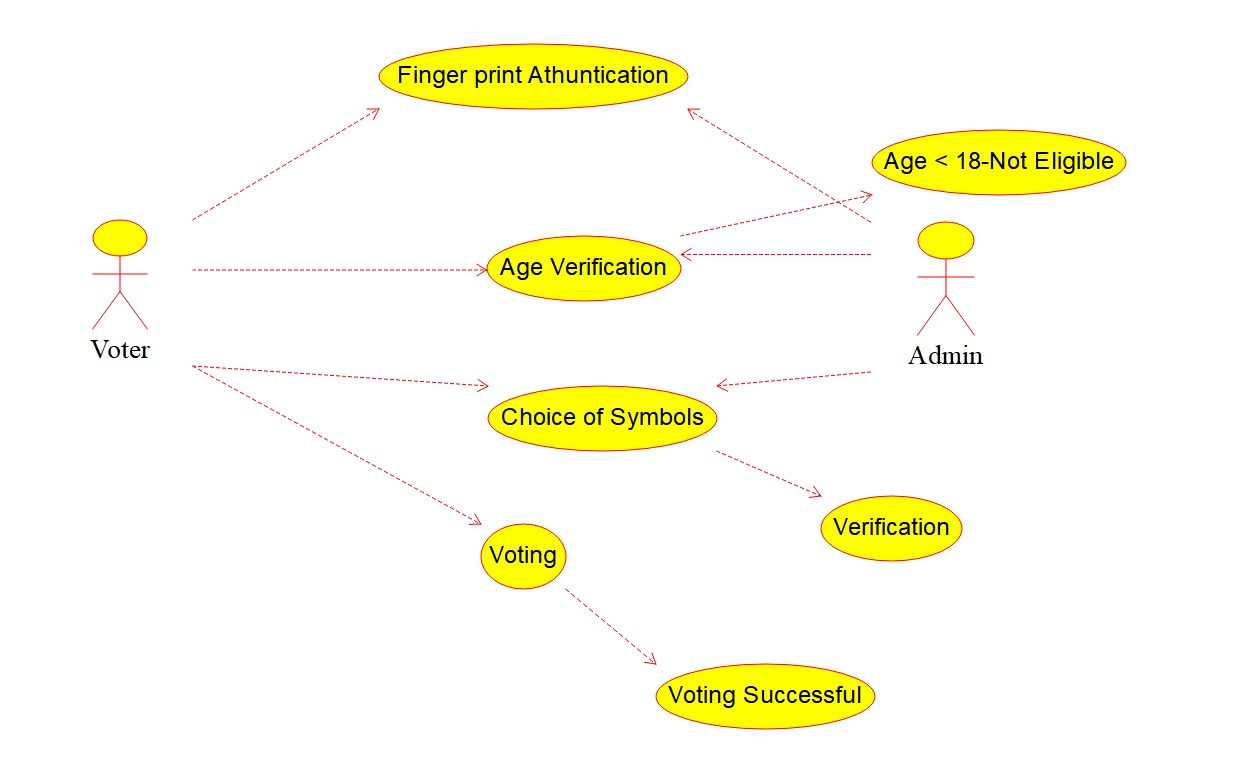 Finger print Athuntication
Age < 18-Not Eligible
Age Verification
Voter
Admin
Choice of Symbols
Verification
Voting
Voting Successful